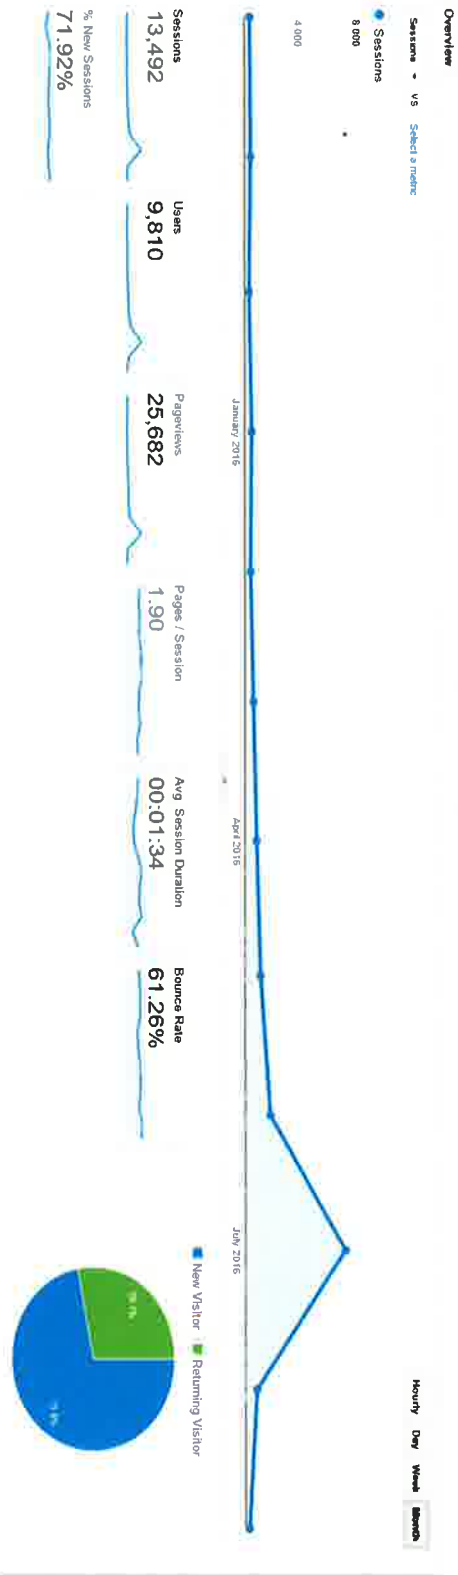 Overview
Sessions VS Select a metric
Hourly Day Week Month
Sessions
8 000
4 000
January 2016
April 2016
July 2016
New Visitor Returning Visitor
Sessions
13,492
Users
9,810
Pageviews
25,682
Pages / Session
1.90
Avg Session Duration
00:01:34
Bounce Rate
61.26%
% New Sessions
71.92%